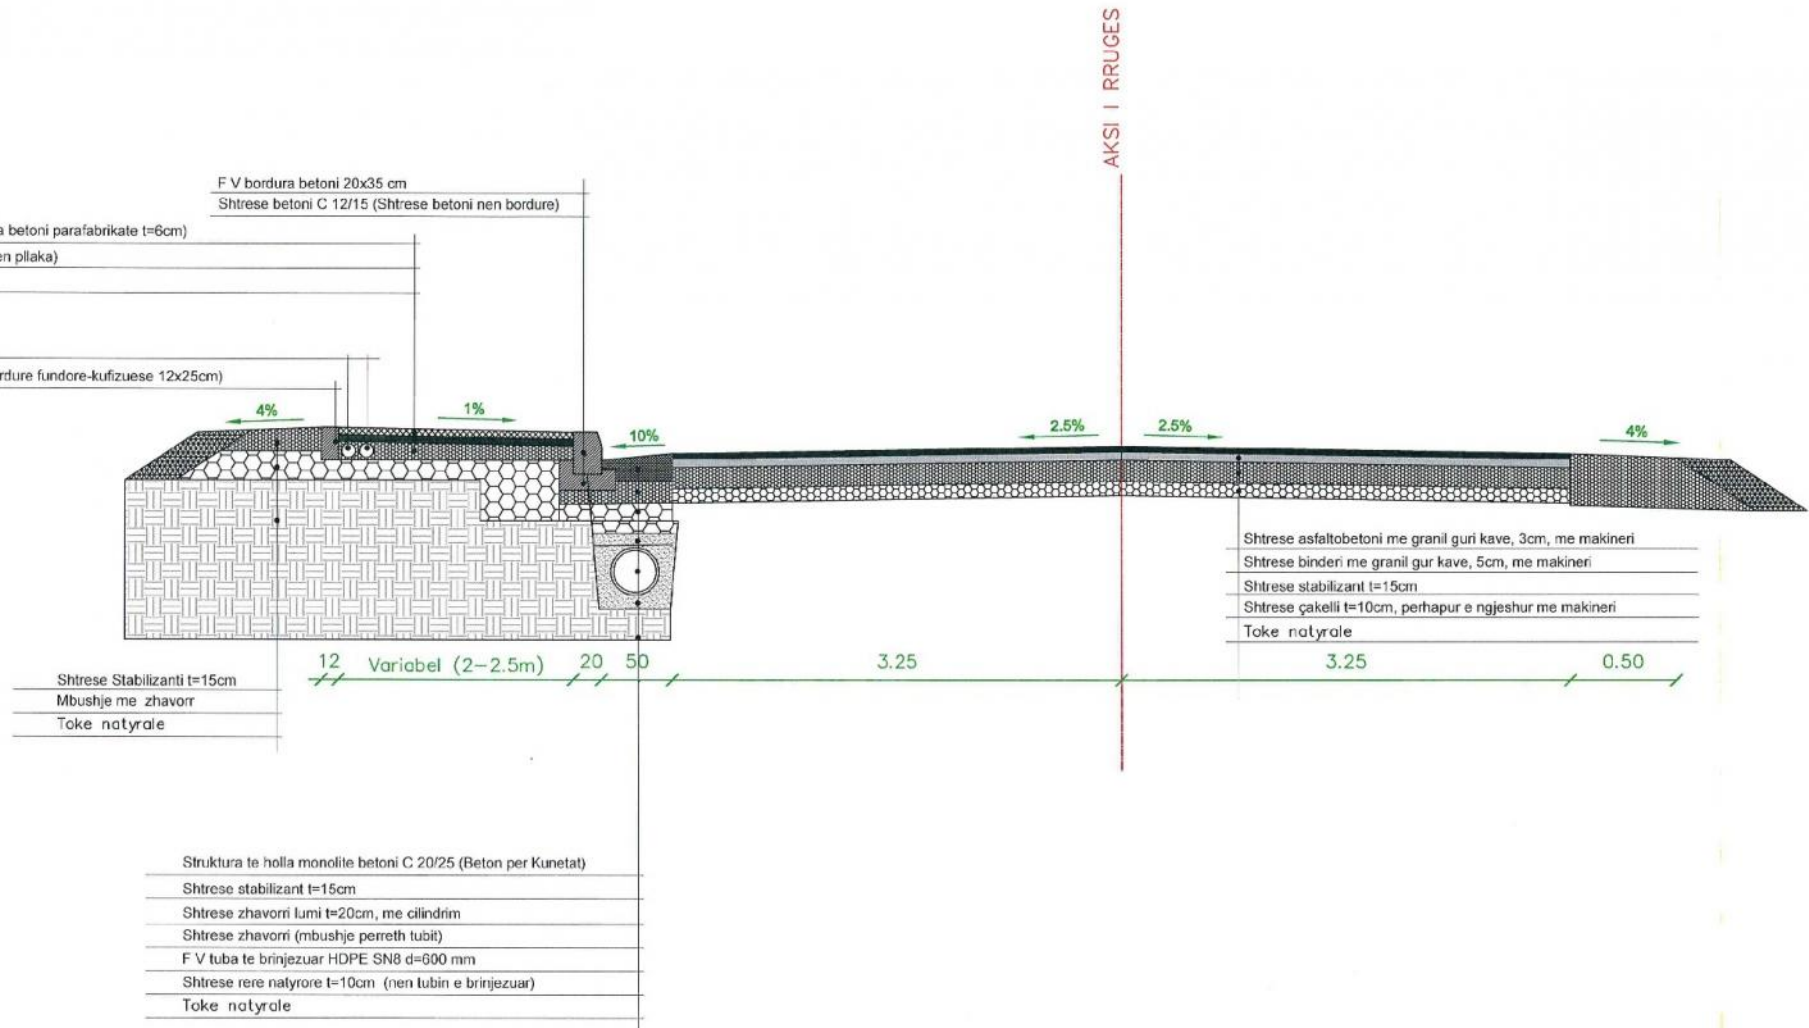 AKSI I RRUGES
F V bordura betoni 20x35 cm
Shtrese betoni C 12/15 (Shtrese betoni nen bordure)
betoni parafabrikate t=6cm)
pllaka)
fundore-kufizuese 12x25cm)
4%
1%
10%
2.5%
2.5%
4%
Shtrese asfaltobetoni me granil guri kave, 3cm, me makineri
Shtrese binderi me granil gur kave, 5cm, me makineri
Shtrese stabilizant t=15cm
Shtrese çakelli t=10cm, perhapur e ngjeshur me makineri
Toke natyrale
12
Variabel (2-2.5m)
20
50
3.25
3.25
0.50
Shtrese Stabilizanti t=15cm
Mbushje me zhavorr
Toke natyrale
Struktura te holla monolite betoni C 20/25 (Beton per Kunetat)
Shtrese stabilizant t=15cm
Shtrese zhavorri lumi t=20cm, me cilindrim
Shtrese zhavorri (mbushje perreth tubit)
F V tuba te brinjezuar HDPE SN8 d=600 mm
Shtrese rere natyrore t=10cm (nen tubin e brinjezuar)
Toke natyrale